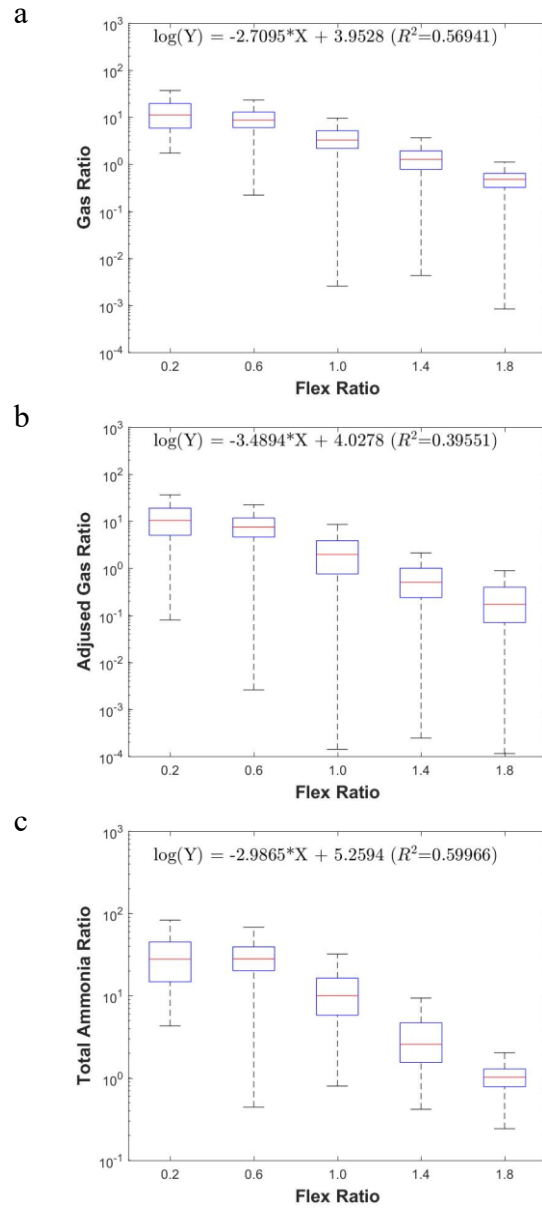 a
log(Y) = -2.7095*X + 3.9528 (R²=0.56941)
10³
10²
10¹
10⁰
10⁻¹
10⁻²
10⁻³
10⁻⁴
Gas Ratio
0.2 0.6 1.0 1.4 1.8
Flex Ratio
b
log(Y) = -3.4894*X + 4.0278 (R²=0.39551)
10³
10²
10¹
10⁰
10⁻¹
10⁻²
10⁻³
10⁻⁴
Adjused Gas Ratio
0.2 0.6 1.0 1.4 1.8
Flex Ratio
c
log(Y) = -2.9865*X + 5.2594 (R²=0.59966)
10³
10²
10¹
10⁰
10⁻¹
Total Ammonia Ratio
0.2 0.6 1.0 1.4 1.8
Flex Ratio